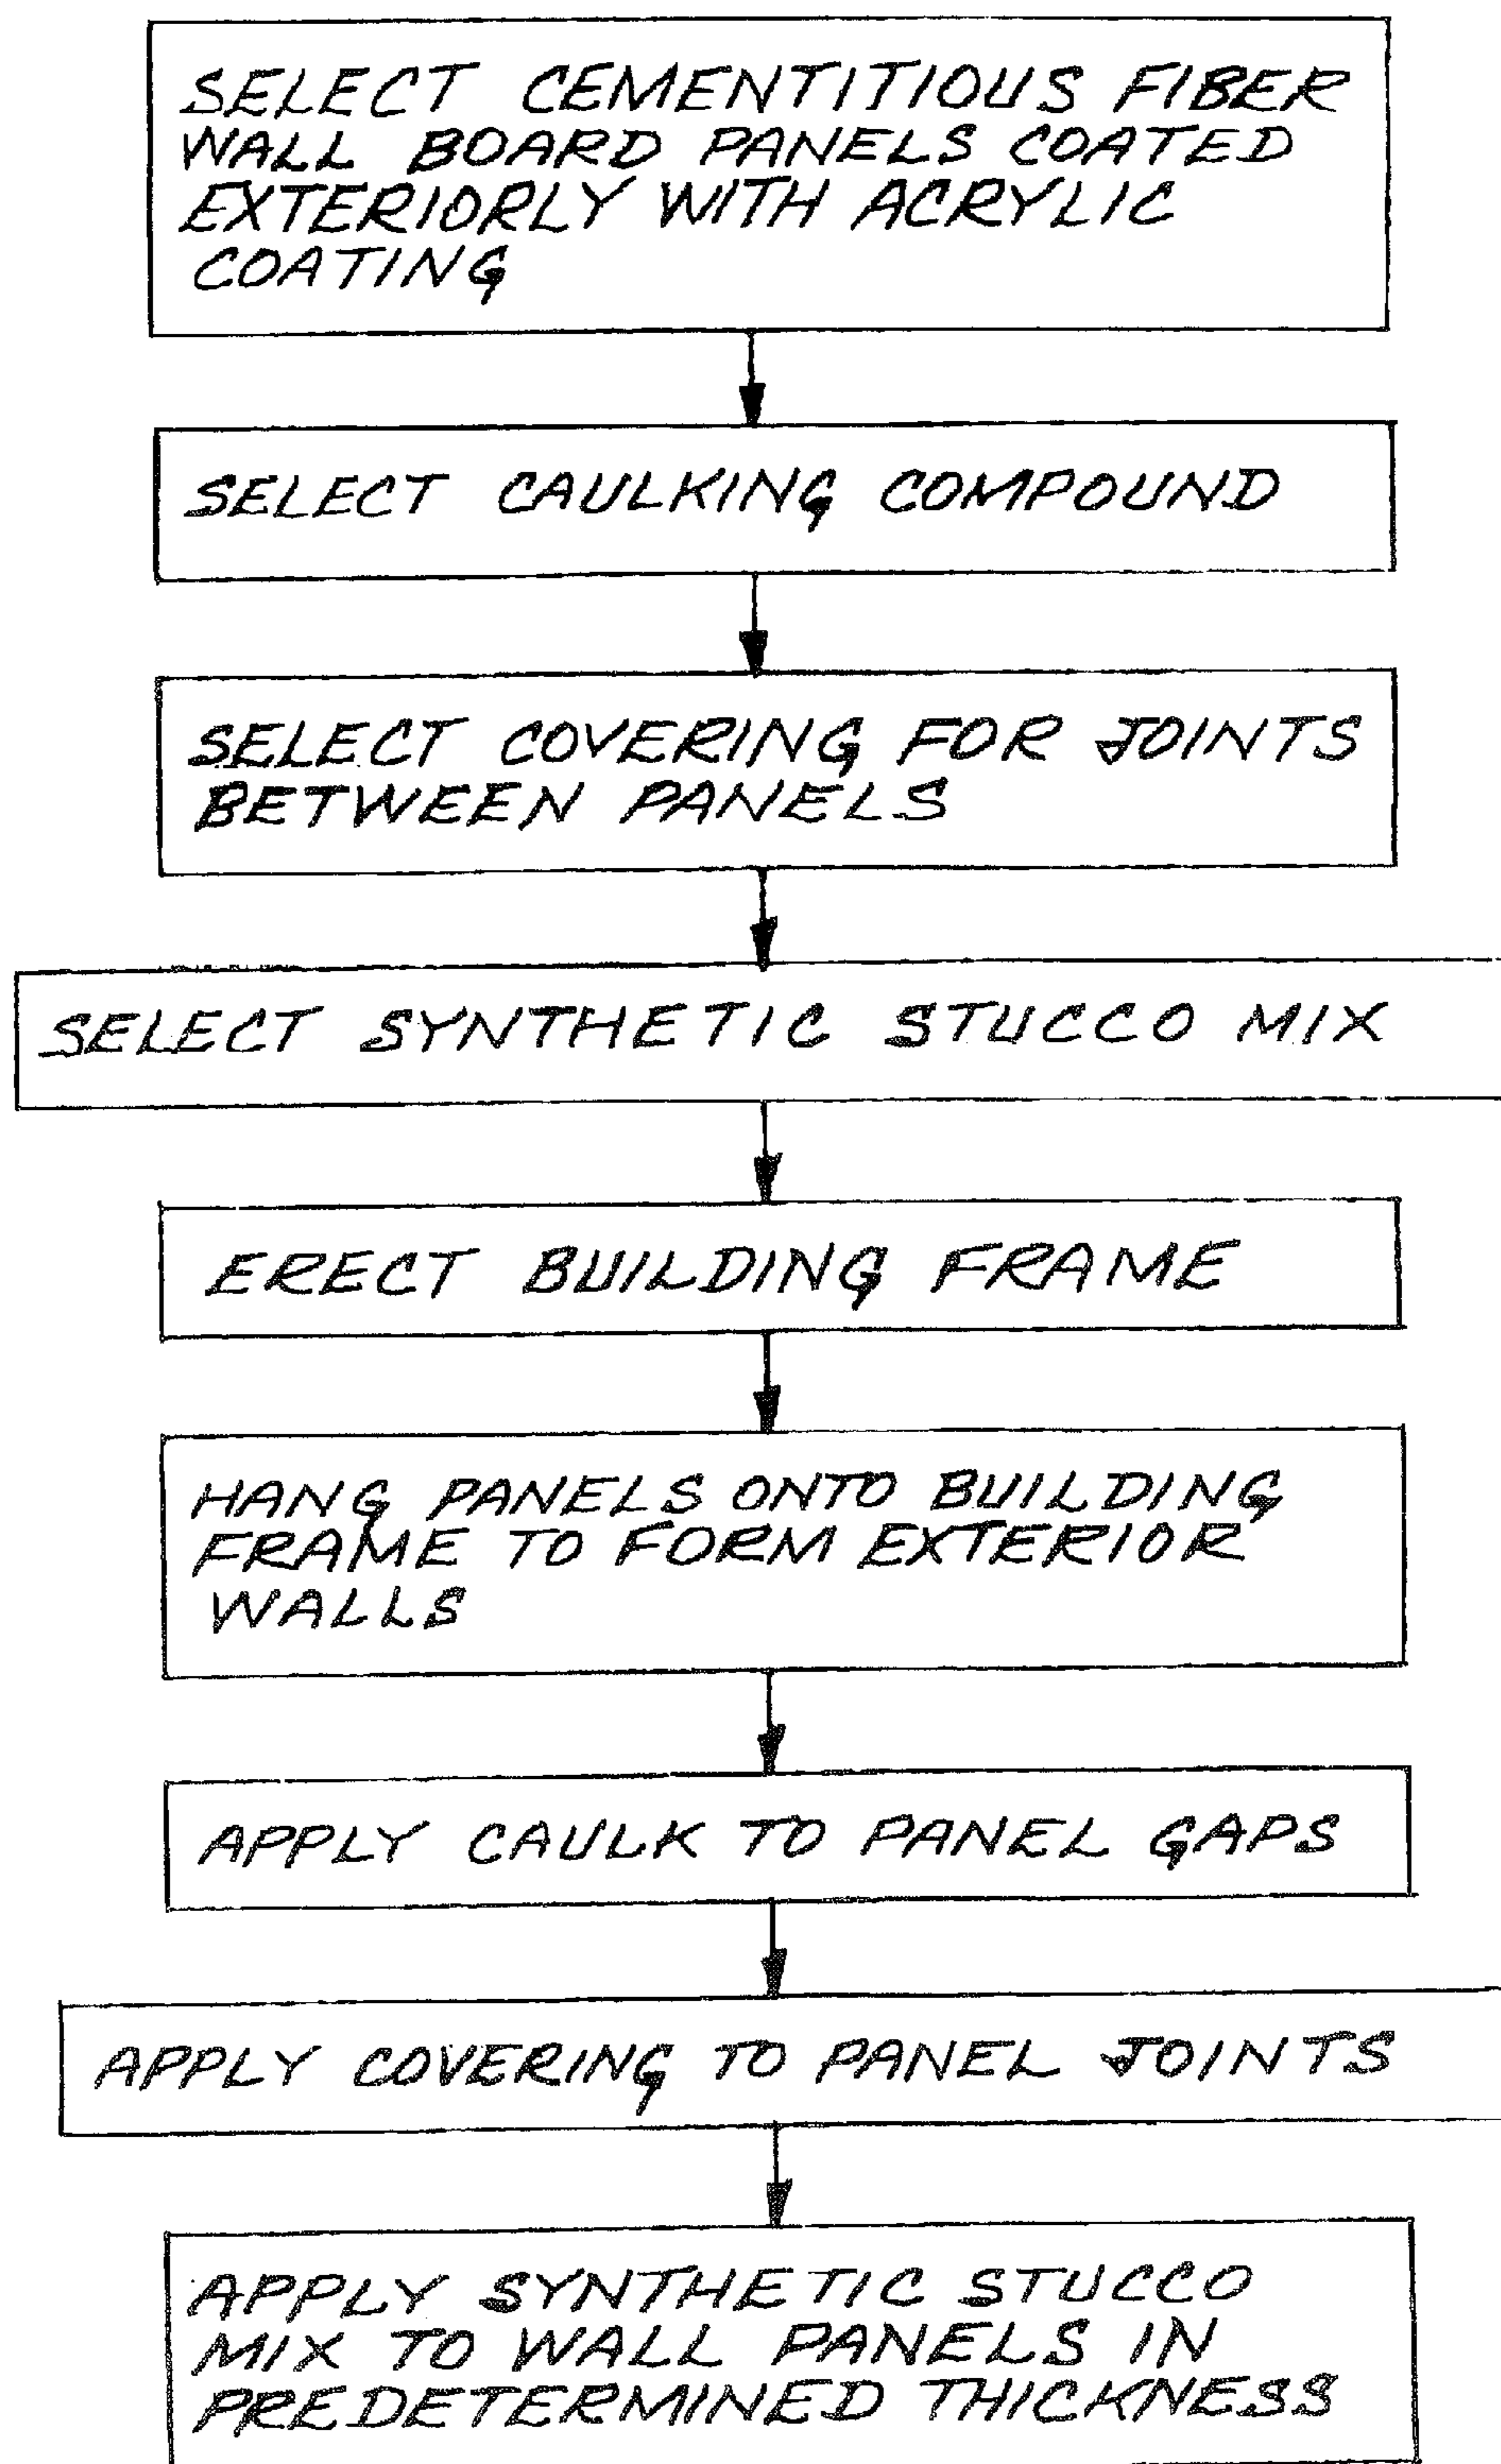 SELECT CEMENTITIOUS FIBER
WALL BOARD PANELS COATED
EXTERIORLY WITH ACRYLIC
COATING
SELECT CAULKING COMPOUND
SELECT COVERING FOR JOINTS
BETWEEN PANELS
SELECT SYNTHETIC STUCCO MIX
ERECT BUILDING FRAME
HANG PANELS ONTO BUILDING
FRAME TO FORM EXTERIOR
WALLS
APPLY CAULK TO PANEL GAPS
APPLY COVERING TO PANEL JOINTS
APPLY SYNTHETIC STUCCO
MIX TO WALL PANELS IN
PREDETERMINED THICKNESS